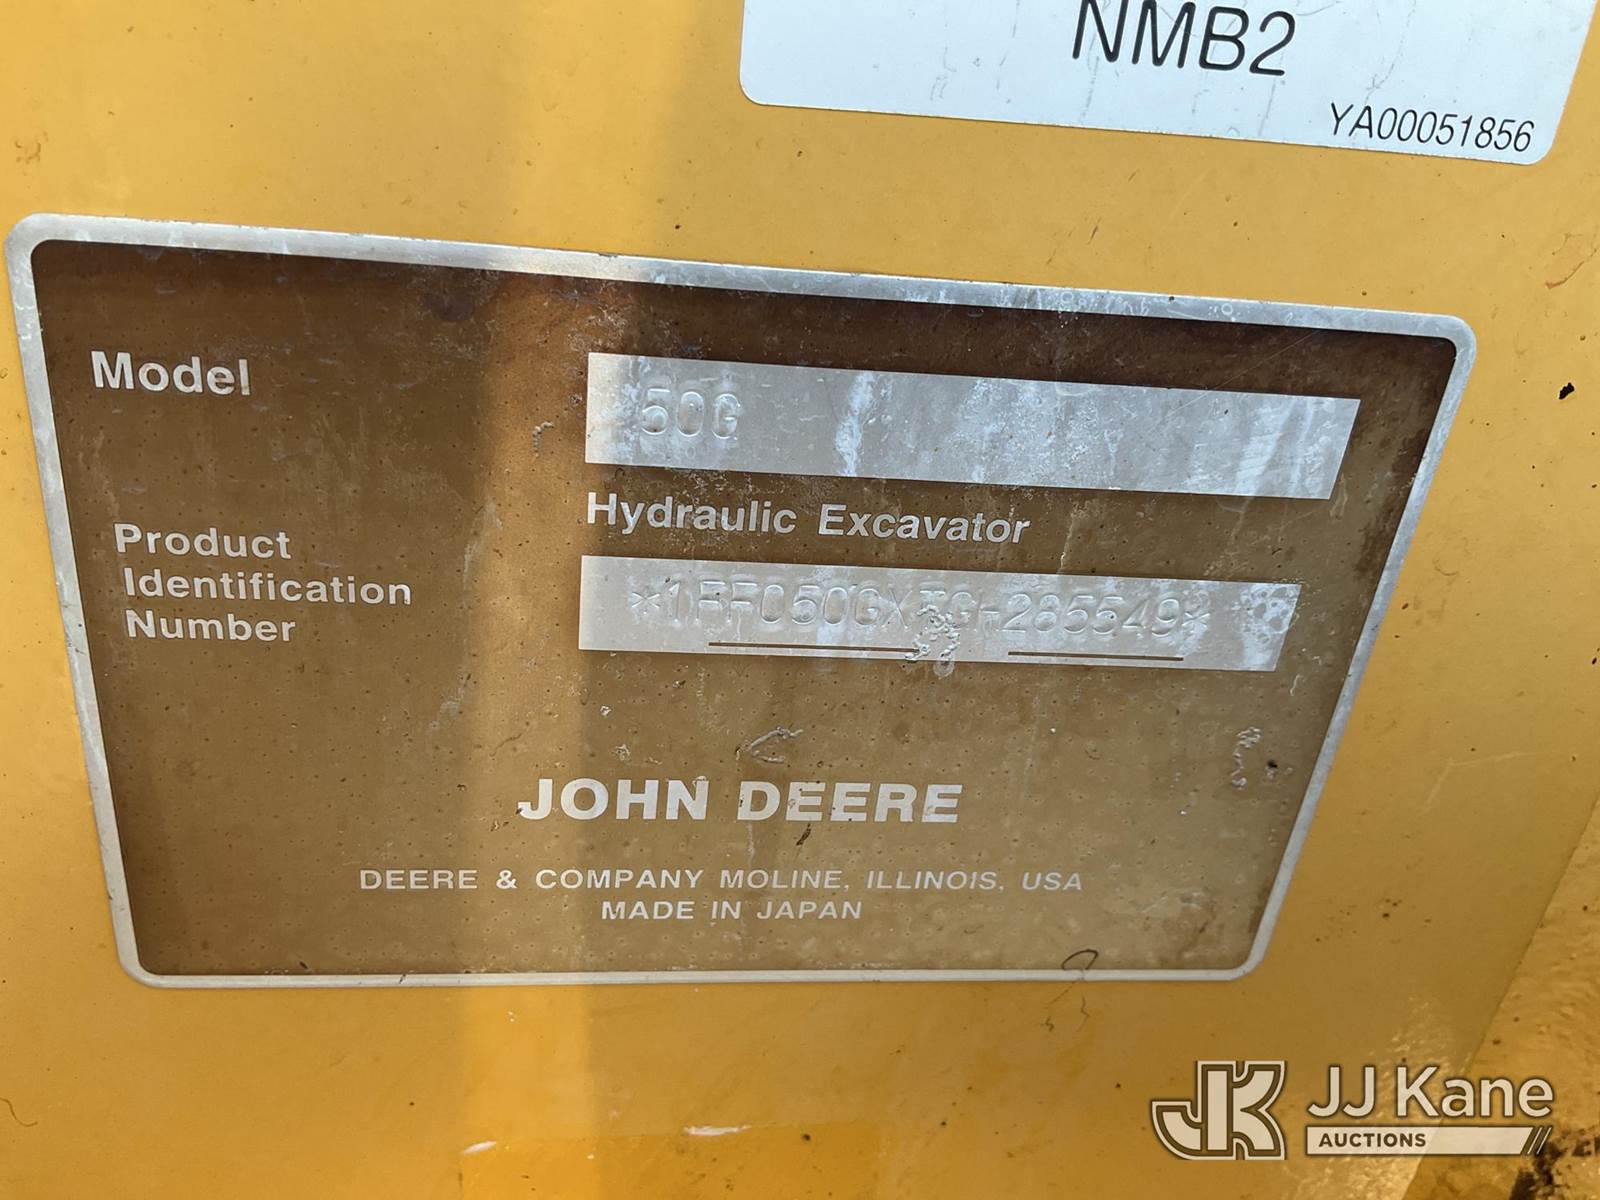 NMB2
YA00051856
Model
50G
Hydraulic Excavator
Product
Identification
Number
JOHN DEERE
DEERE & COMPANY MOLINE, ILLINOIS, USA
MADE IN JAPAN
JK JJ Kane
AUCTIONS